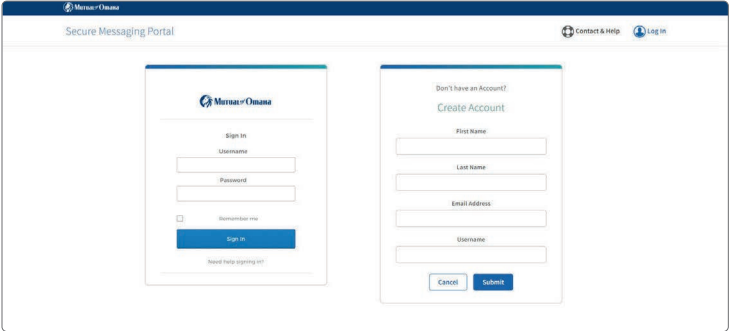 Mutual of Omaha
Secure Messaging Portal
Contact & Help
Log In
Mutual of Omaha
Sign In
Username
Password
Remember me
Sign In
Need help signing in?
Don't have an Account?
Create Account
First Name
Last Name
Email Address
Username
Cancel
Submit